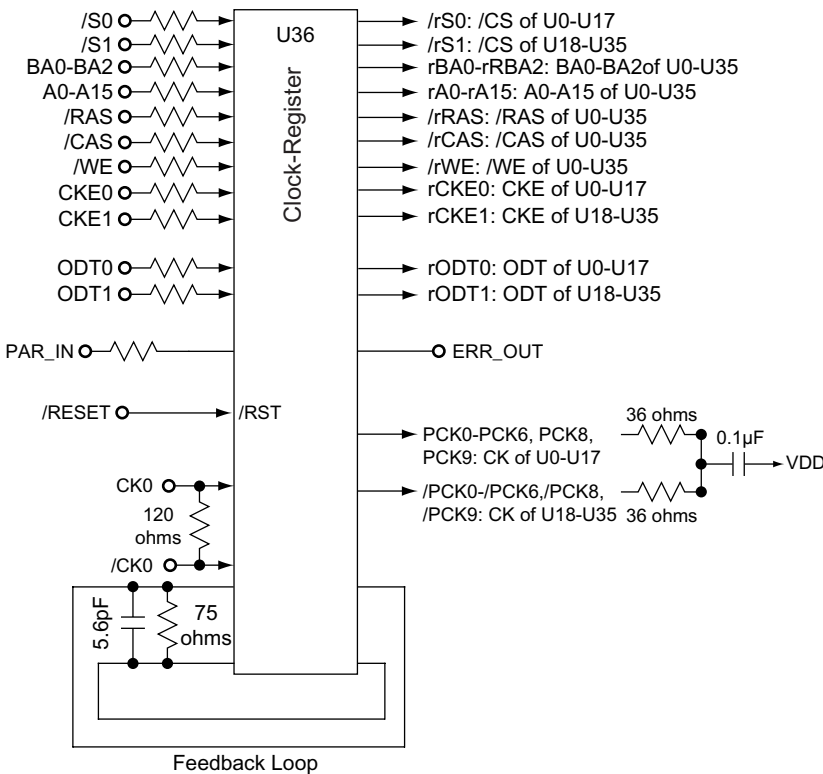 /S0
/S1
BA0-BA2
A0-A15
/RAS
/CAS
/WE
CKE0
CKE1
ODT0
ODT1
PAR_IN
/RESET
CK0
120
ohms
/CK0
U36
Clock-Register
/RST
/rS0: /CS of U0-U17
/rS1: /CS of U18-U35
rBA0-rRBA2: BA0-BA2of U0-U35
rA0-rA15: A0-A15 of U0-U35
/rRAS: /RAS of U0-U35
/rCAS: /CAS of U0-U35
/rWE: /WE of U0-U35
rCKE0: CKE of U0-U17
rCKE1: CKE of U18-U35
rODT0: ODT of U0-U17
rODT1: ODT of U18-U35
ERR_OUT
PCK0-PCK6, PCK8,
PCK9: CK of U0-U17
/PCK0-/PCK6,/PCK8,
/PCK9: CK of U18-U35
36 ohms
36 ohms
0.1µF
VDD
5.6pF
75
ohms
Feedback Loop